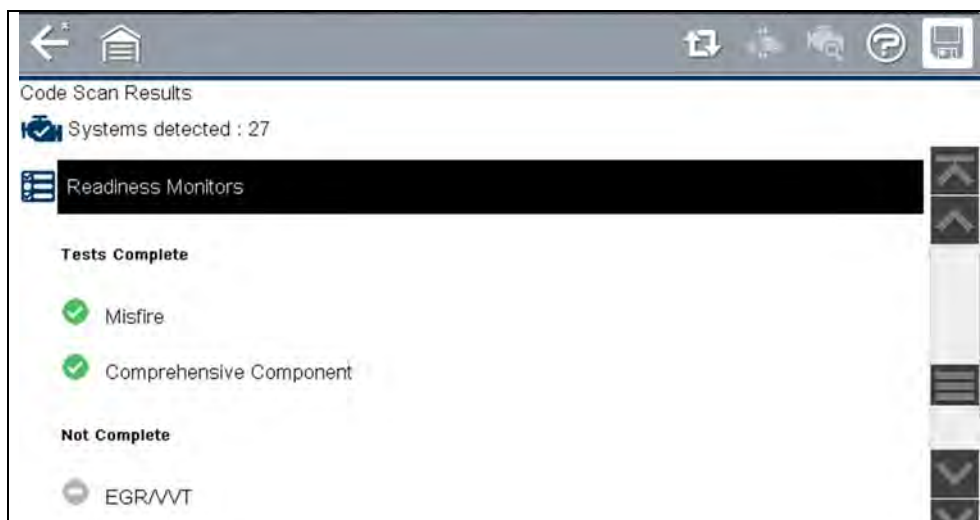 Code Scan Results
Systems detected : 27
Readiness Monitors
Tests Complete
Misfire
Comprehensive Component
Not Complete
EGR/VVT